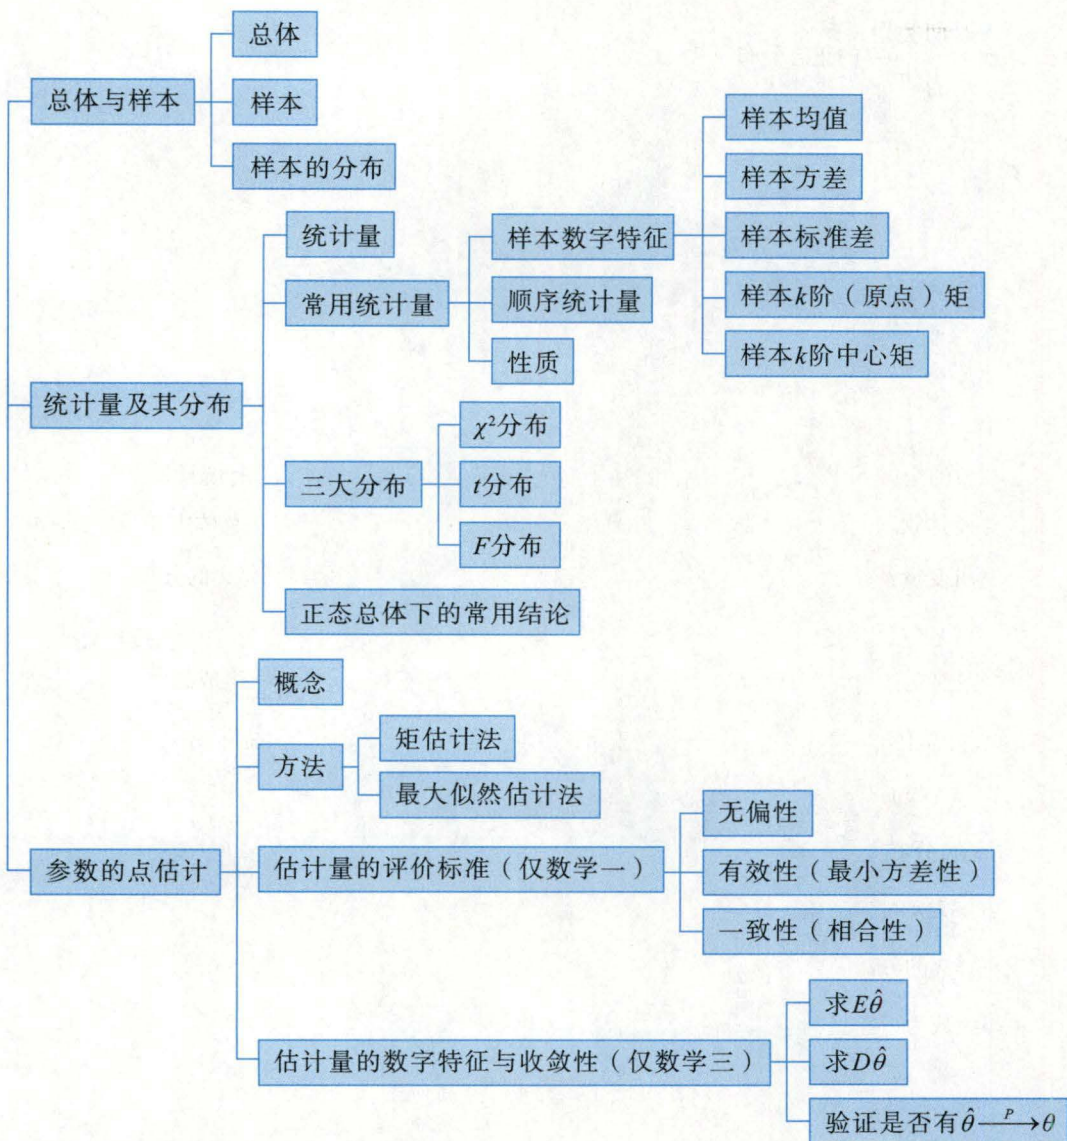 总体
总体与样本
样本
样本的分布
样本均值
样本方差
统计量
样本数字特征
样本标准差
常用统计量
顺序统计量
样本k阶（原点）矩
性质
样本k阶中心矩
统计量及其分布
χ²分布
三大分布
t分布
F分布
正态总体下的常用结论
概念
方法
矩估计法
最大似然估计法
无偏性
参数的点估计
估计量的评价标准（仅数学一）
有效性（最小方差性）
一致性（相合性）
求Eθ̂
估计量的数字特征与收敛性（仅数学三）
求Dθ̂
验证是否有θ̂ —P→ θ